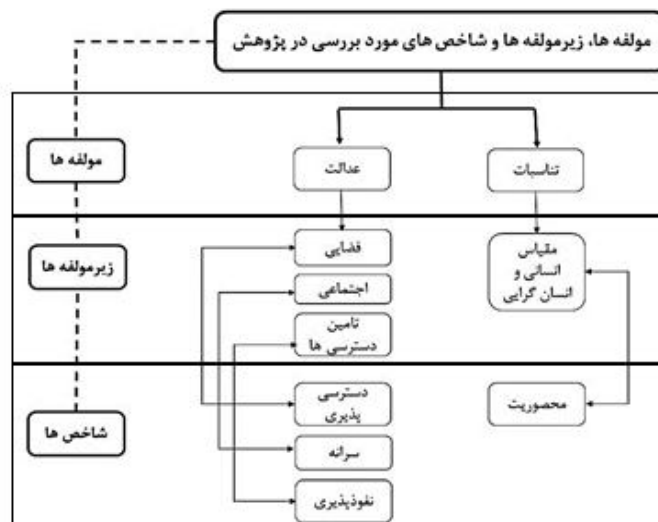 مولفه ها، زیرمولفه ها و شاخص های مورد بررسی در پژوهش
مولفه ها
تناسبات
عدالت
زیرمولفه ها
مقیاس
انسانی و
انسان گرایی
فضایی
اجتماعی
تامین
دسترسی ها
شاخص ها
محصوریت
دسترسی
پذیری
سرانه
نفوذپذیری